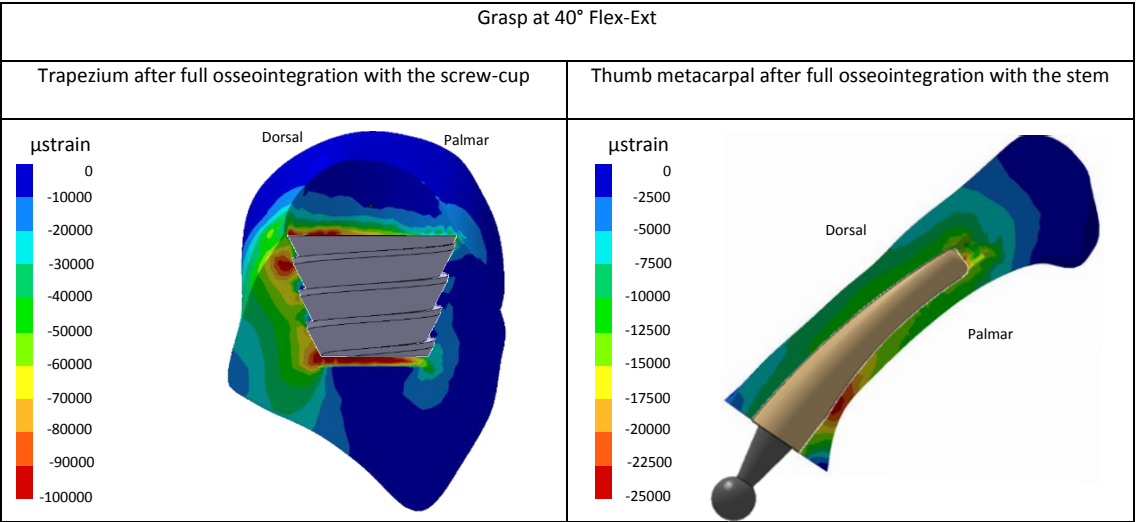 Grasp at 40° Flex-Ext
Trapezium after full osseointegration with the screw-cup
Thumb metacarpal after full osseointegration with the stem
Dorsal
Palmar
µstrain
0
-10000
-20000
-30000
-40000
-50000
-60000
-70000
-80000
-90000
-100000
µstrain
0
-2500
-5000
-7500
-10000
-12500
-15000
-17500
-20000
-22500
-25000
Dorsal
Palmar